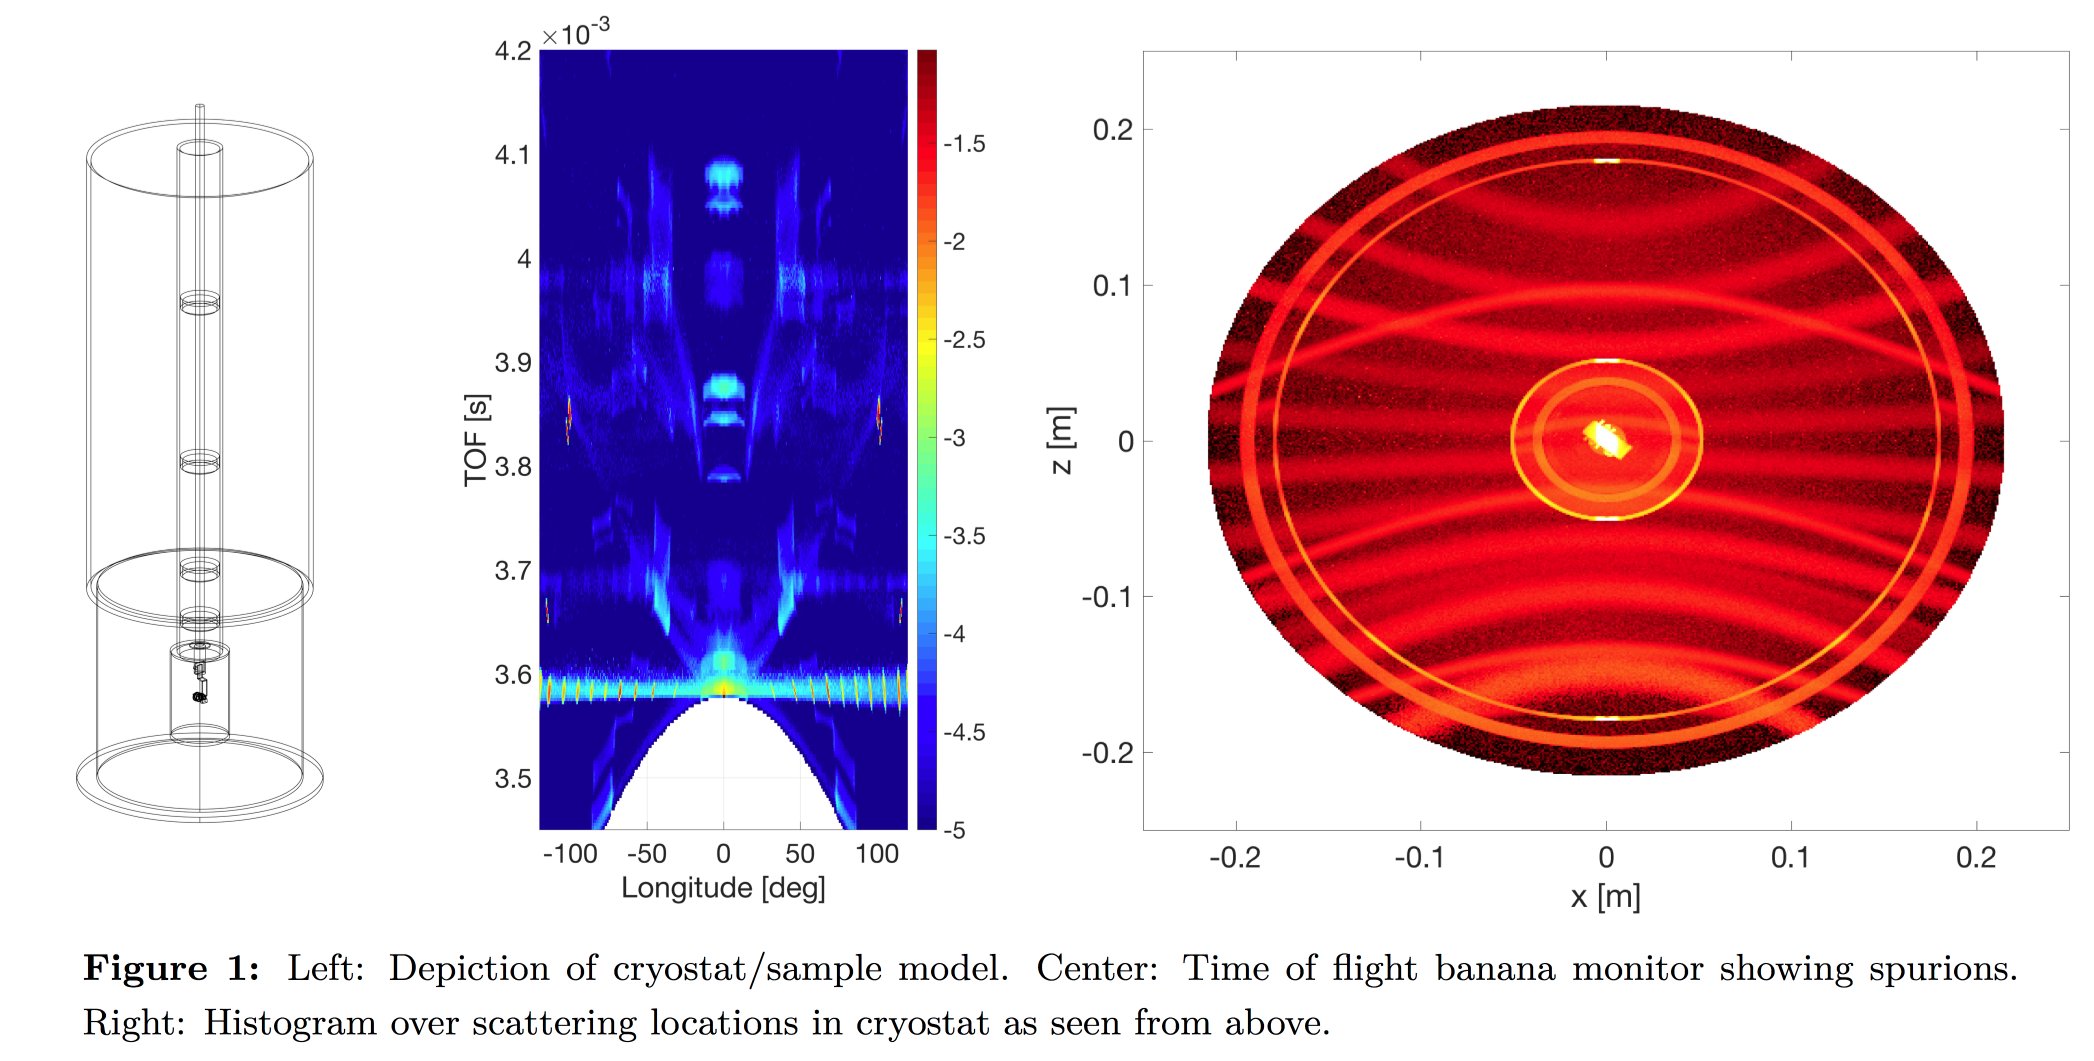 ×10-3
4.2
4.1
4
3.9
3.8
3.7
3.6
3.5
TOF [s]
-100 -50 0 50 100
Longitude [deg]
-1.5
-2
-2.5
-3
-3.5
-4
-4.5
-5
0.2
0.1
0
-0.1
-0.2
z [m]
-0.2 -0.1 0 0.1 0.2
x [m]
Figure 1: Left: Depiction of cryostat/sample model. Center: Time of flight banana monitor showing spurions.
Right: Histogram over scattering locations in cryostat as seen from above.